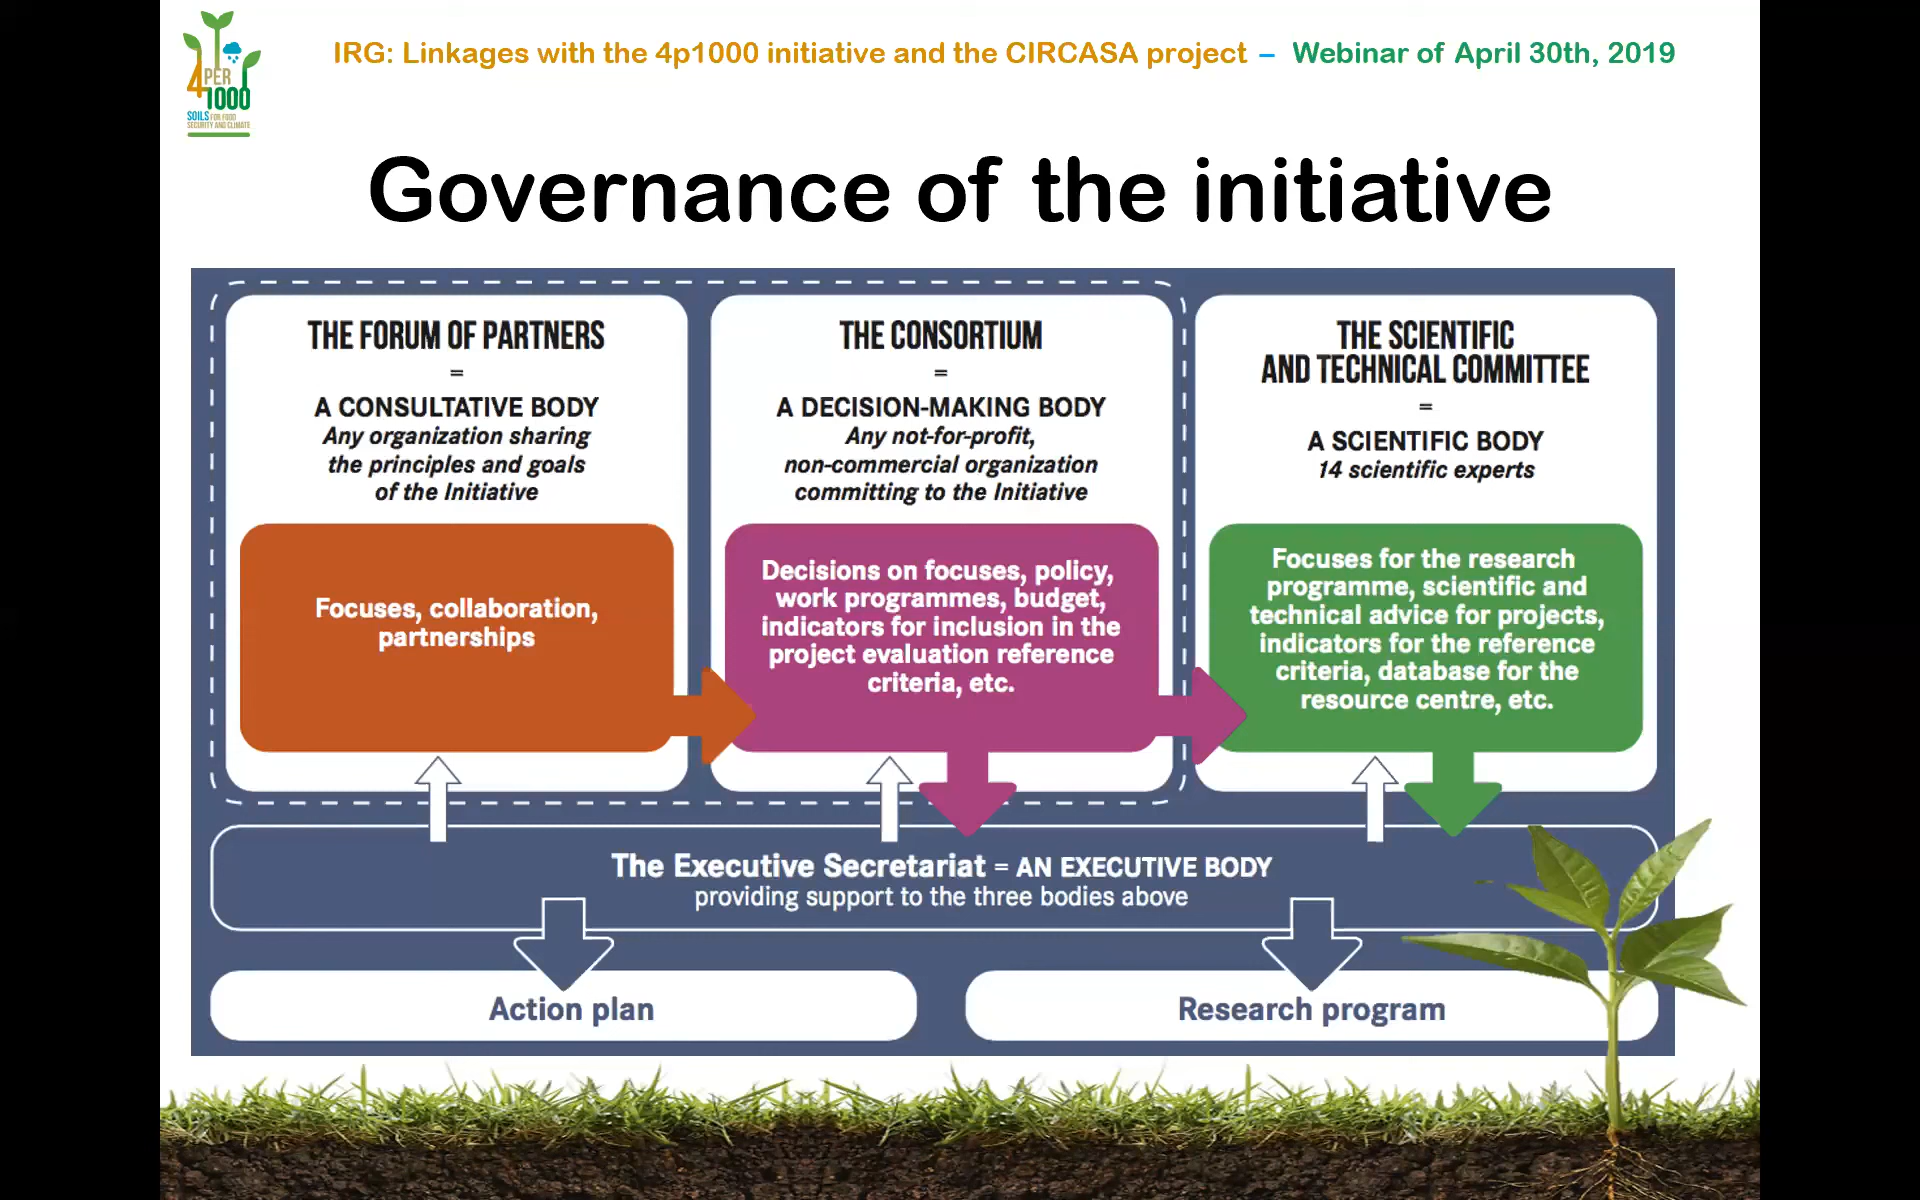 4PER
1000
SOILS FOR FOOD
SECURITY AND CLIMATE
IRG: Linkages with the 4p1000 initiative and the CIRCASA project – Webinar of April 30th, 2019
Governance of the initiative
THE FORUM OF PARTNERS
=
A CONSULTATIVE BODY
Any organization sharing
the principles and goals
of the Initiative
Focuses, collaboration,
partnerships
THE CONSORTIUM
=
A DECISION-MAKING BODY
Any not-for-profit,
non-commercial organization
committing to the Initiative
Decisions on focuses, policy,
work programmes, budget,
indicators for inclusion in the
project evaluation reference
criteria, etc.
THE SCIENTIFIC
AND TECHNICAL COMMITTEE
=
A SCIENTIFIC BODY
14 scientific experts
Focuses for the research
programme, scientific and
technical advice for projects,
indicators for the reference
criteria, database for the
resource centre, etc.
The Executive Secretariat = AN EXECUTIVE BODY
providing support to the three bodies above
Action plan
Research program